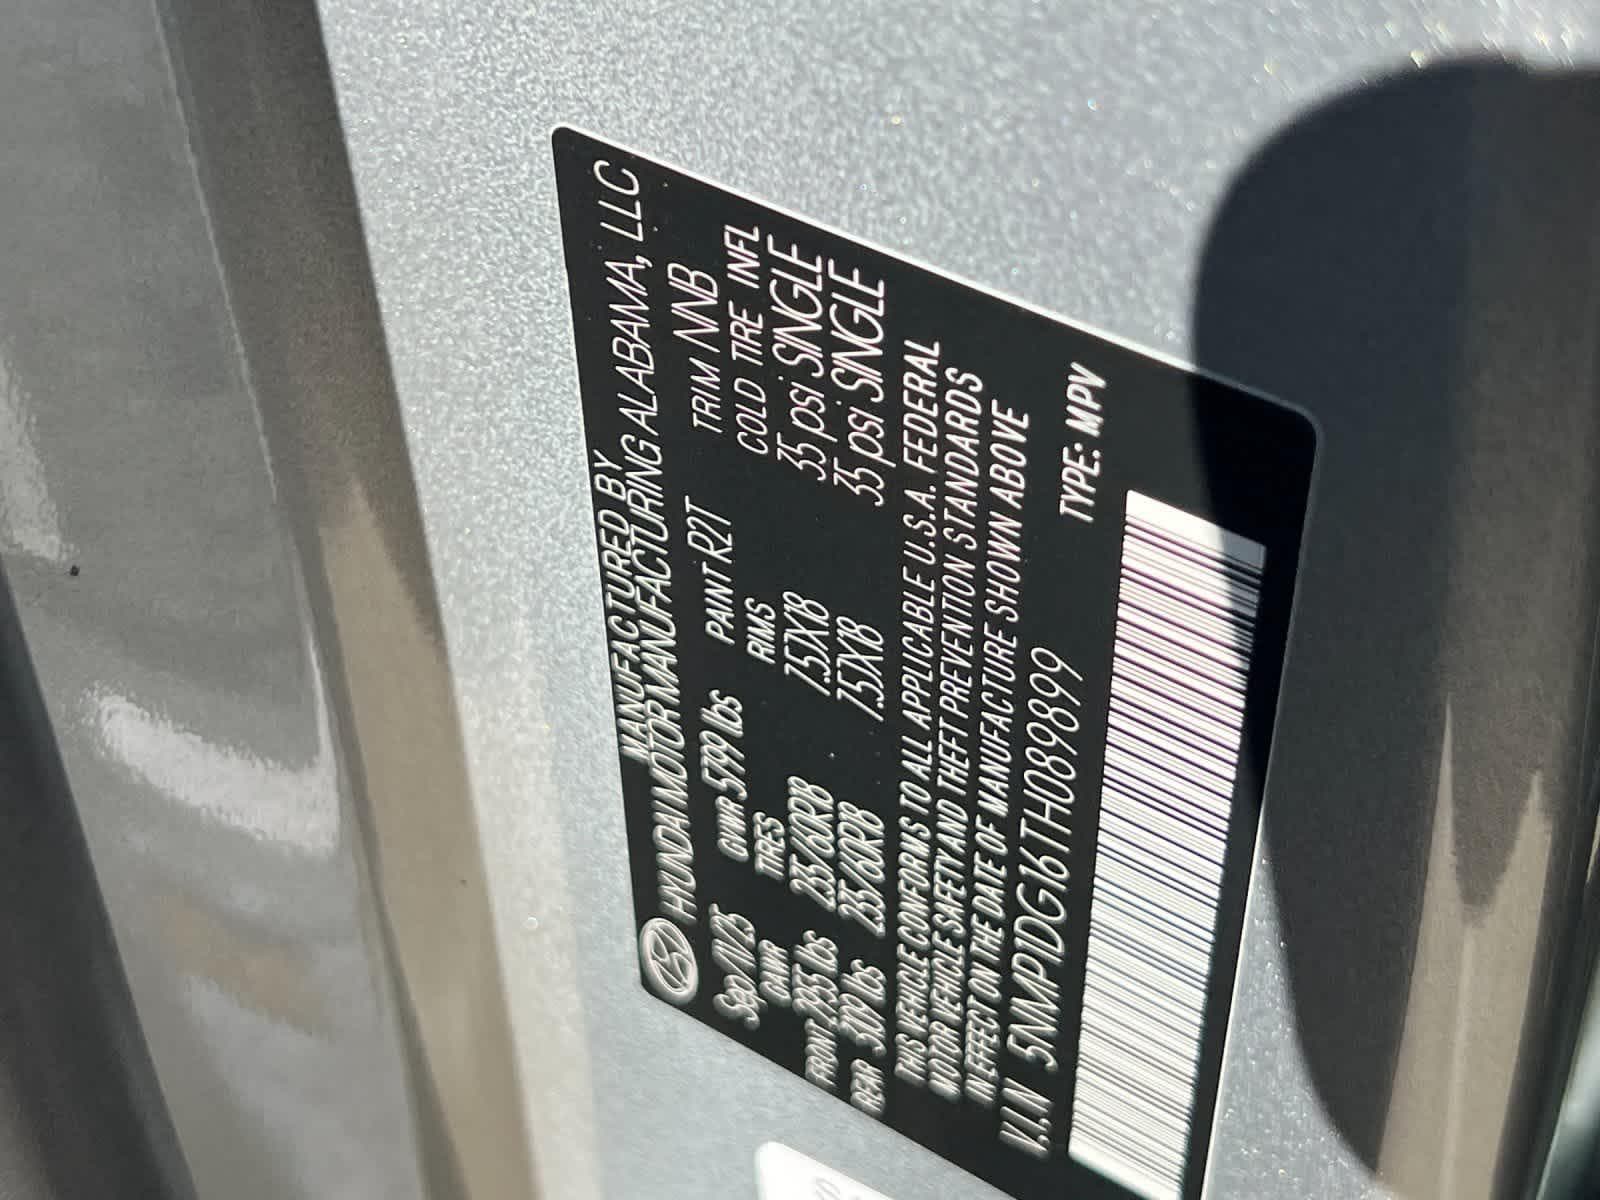 MANUFACTURED BY
HYUNDAI MOTOR MANUFACTURING ALABAMA, LLC
GVWR 5799 lbs PAINT R2T TRIM NNB
GAWR TIRES RIMS COLD TIRE INFL
FRONT 2955 lbs 235/60R18 7.5JX18 35 psi SINGLE
REAR 3109 lbs 235/60R18 7.5JX18 35 psi SINGLE
THIS VEHICLE CONFORMS TO ALL APPLICABLE U.S.A. FEDERAL
MOTOR VEHICLE SAFETY AND THEFT PREVENTION STANDARDS
IN EFFECT ON THE DATE OF MANUFACTURE SHOWN ABOVE
V.I.N 5NMP1DG16TH089899 TYPE: MPV